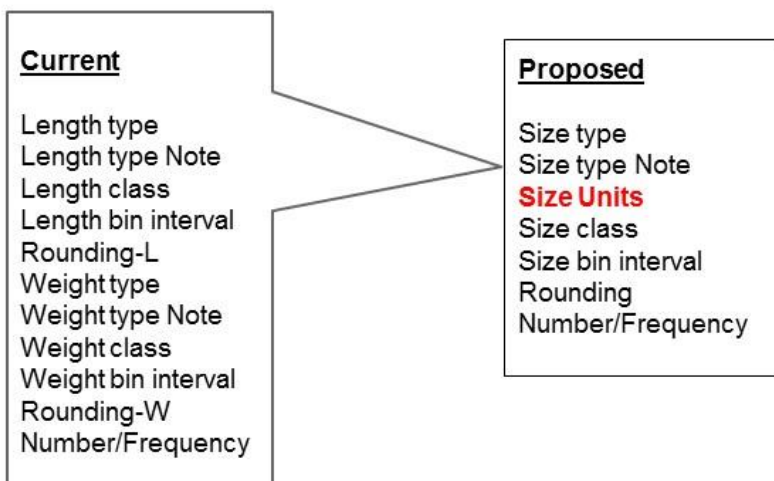 Current
Length type
Length type Note
Length class
Length bin interval
Rounding-L
Weight type
Weight type Note
Weight class
Weight bin interval
Rounding-W
Number/Frequency
Proposed
Size type
Size type Note
Size Units
Size class
Size bin interval
Rounding
Number/Frequency